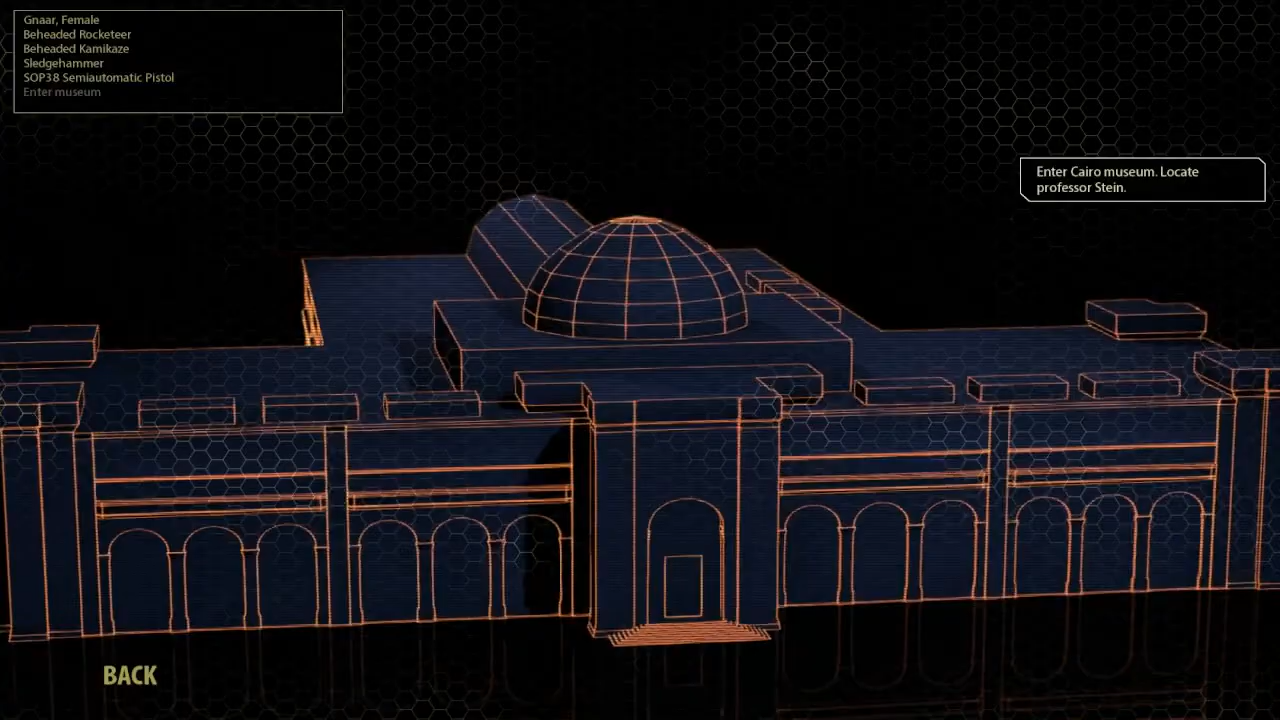 Gnaar, Female
Beheaded Rocketeer
Beheaded Kamikaze
Sledgehammer
SOP38 Semiautomatic Pistol
Enter museum
Enter Cairo museum. Locate
professor Stein.
BACK